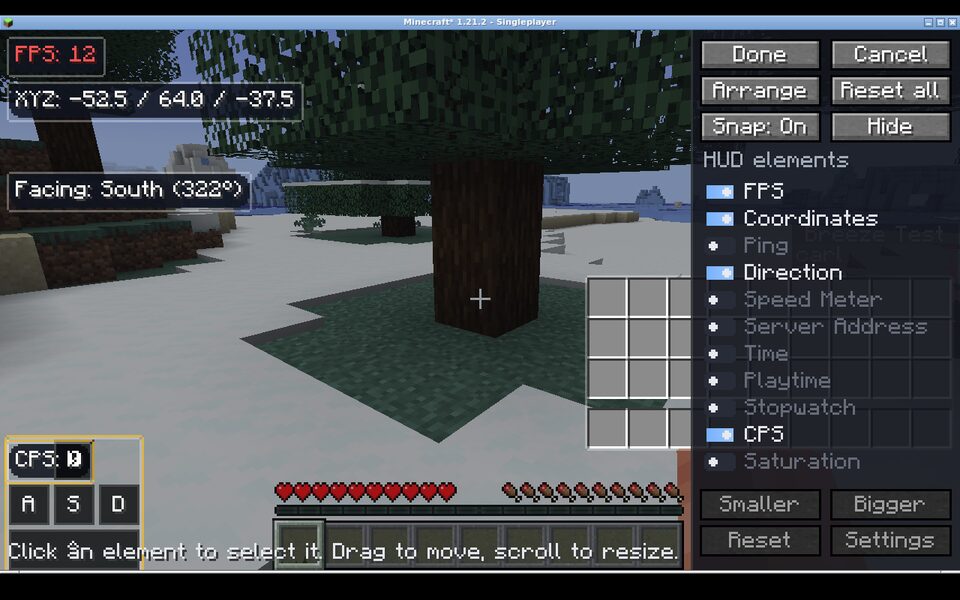 Minecraft* 1.21.2 - Singleplayer
FPS: 12
XYZ: -52.5 / 64.0 / -37.5
Facing: South (322°)
Done
Cancel
Arrange
Reset all
Snap: On
Hide
HUD elements
FPS
Coordinates
Ping
Direction
Speed Meter
Server Address
Time
Playtime
Stopwatch
CPS
Saturation
Smaller
Bigger
Reset
Settings
CPS:
A
S
D
Click an element to select it. Drag to move, scroll to resize.